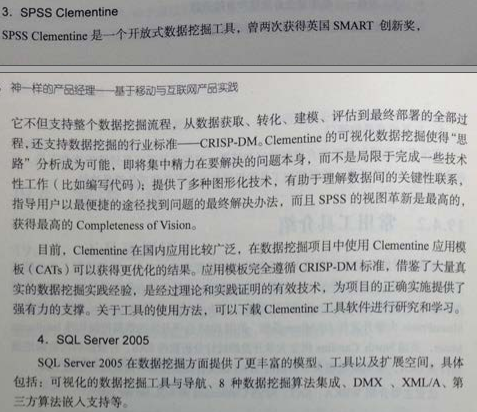 3. SPSS Clementine
SPSS Clementine 是一个开放式数据挖掘工具，曾两次获得英国 SMART 创新奖，
神一样的产品经理——基于移动与互联网产品实践
它不但支持整个数据挖掘流程，从数据获取、转化、建模、评估到最终部署的全部过
程，还支持数据挖掘的行业标准——CRISP-DM。Clementine 的可视化数据挖掘使得“思
路”分析成为可能，即将集中精力在要解决的问题本身，而不是局限于完成一些技术
性工作（比如编写代码）；提供了多种图形化技术，有助于理解数据间的关键性联系，
指导用户以最便捷的途径找到问题的最终解决办法，而且 SPSS 的视图革新是最高的，
获得最高的 Completeness of Vision。
目前，Clementine 在国内应用比较广泛，在数据挖掘项目中使用 Clementine 应用模
板（CATs）可以获得更优化的结果。应用模板完全遵循 CRISP-DM 标准，借鉴了大量真
实的数据挖掘实践经验，是经过理论和实践证明的有效技术，为项目的正确实施提供了
强有力的支撑。关于工具的使用方法，可以下载 Clementine 工具软件进行研究和学习。
4. SQL Server 2005
SQL Server 2005 在数据挖掘方面提供了更丰富的模型、工具以及扩展空间，具体
包括：可视化的数据挖掘工具与导航、8 种数据挖掘算法集成、DMX 、XML/A、第
三方算法嵌入支持等。